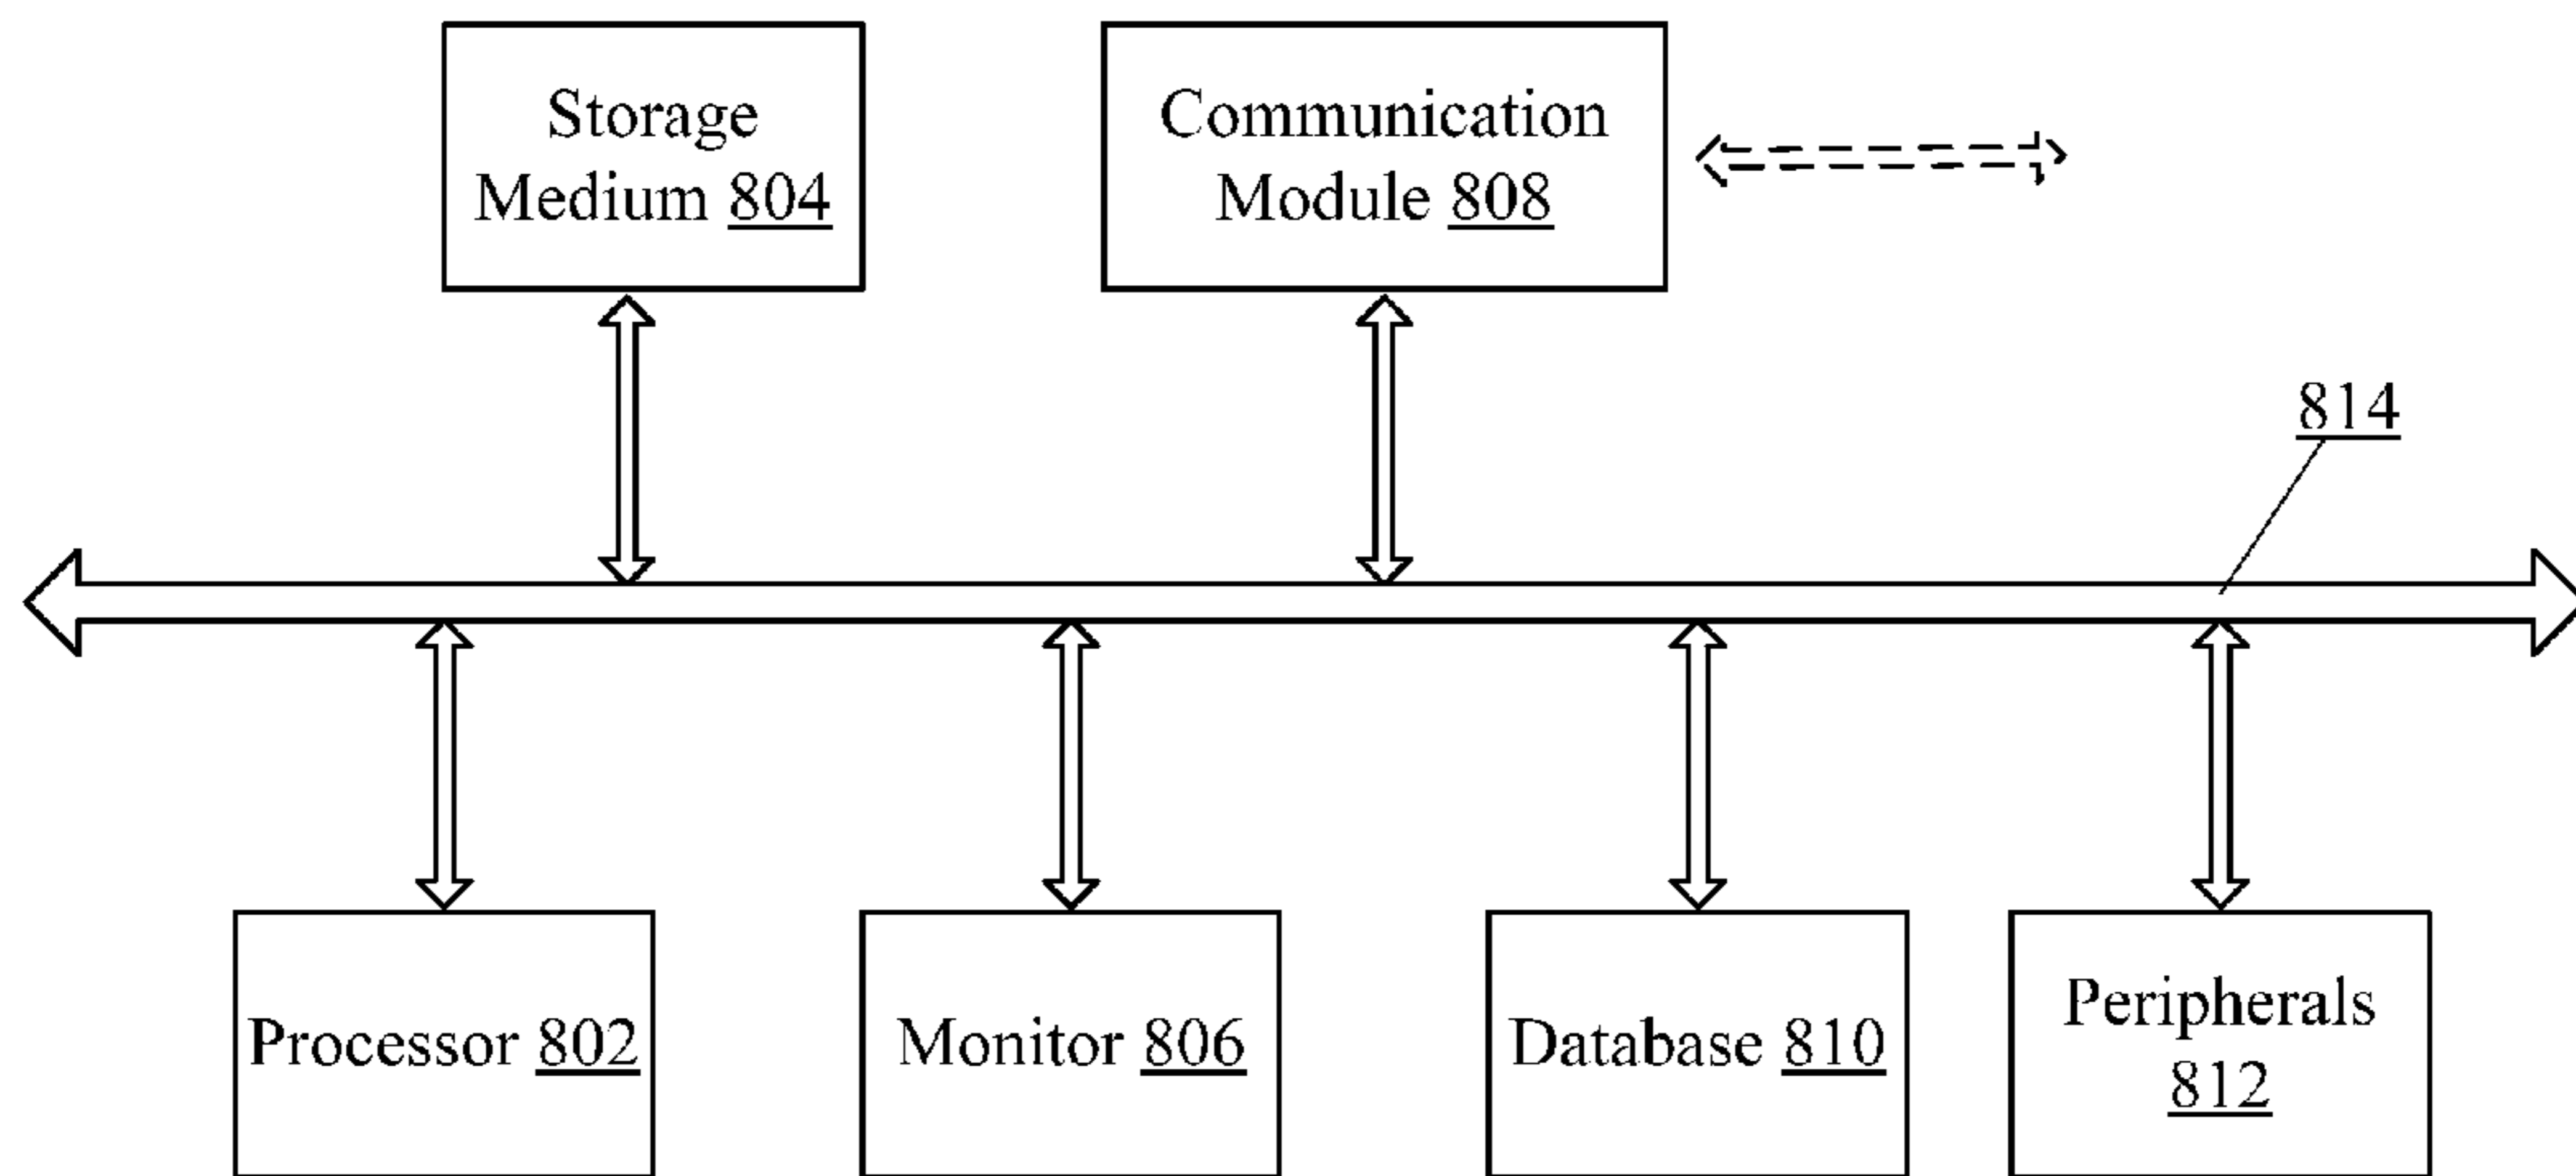 Storage
Medium 804
Communication
Module 808
814
Processor 802
Monitor 806
Database 810
Peripherals
812